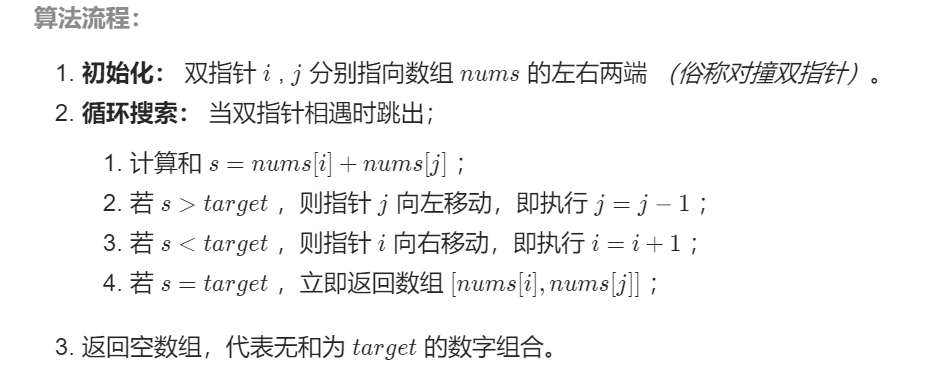 算法流程：
1. 初始化： 双指针 i , j 分别指向数组 nums 的左右两端 （俗称对撞双指针）。
2. 循环搜索： 当双指针相遇时跳出；
1. 计算和 s = nums[i] + nums[j] ；
2. 若 s > target ，则指针 j 向左移动，即执行 j = j − 1 ；
3. 若 s < target ，则指针 i 向右移动，即执行 i = i + 1 ；
4. 若 s = target ，立即返回数组 [nums[i], nums[j]] ；
3. 返回空数组，代表无和为 target 的数字组合。